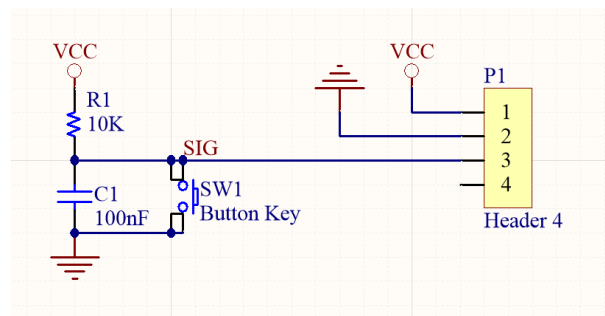 VCC
R1
10K
C1
100nF
SIG
SW1
Button Key
VCC
P1
1
2
3
4
Header 4